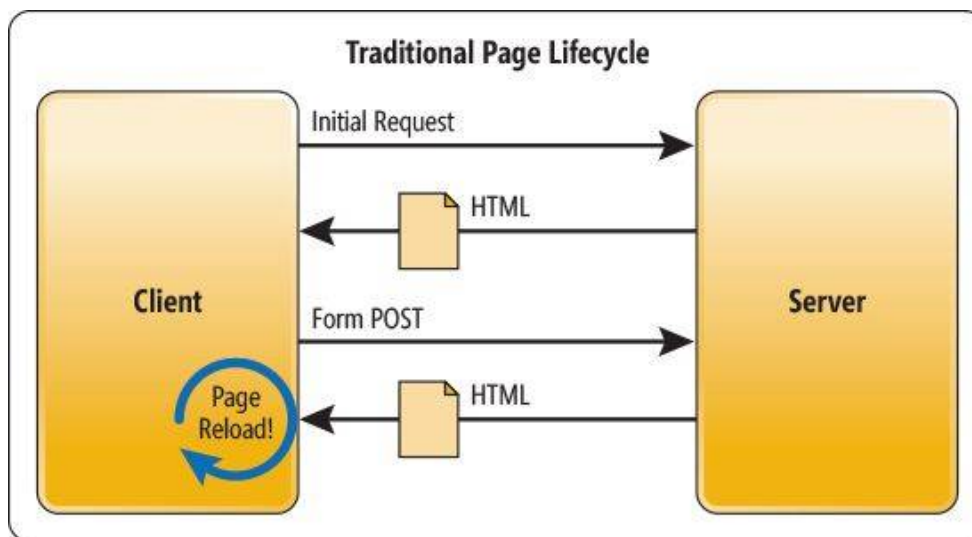 Traditional Page Lifecycle
Initial Request
HTML
Client
Server
Form POST
HTML
Page
Reload!